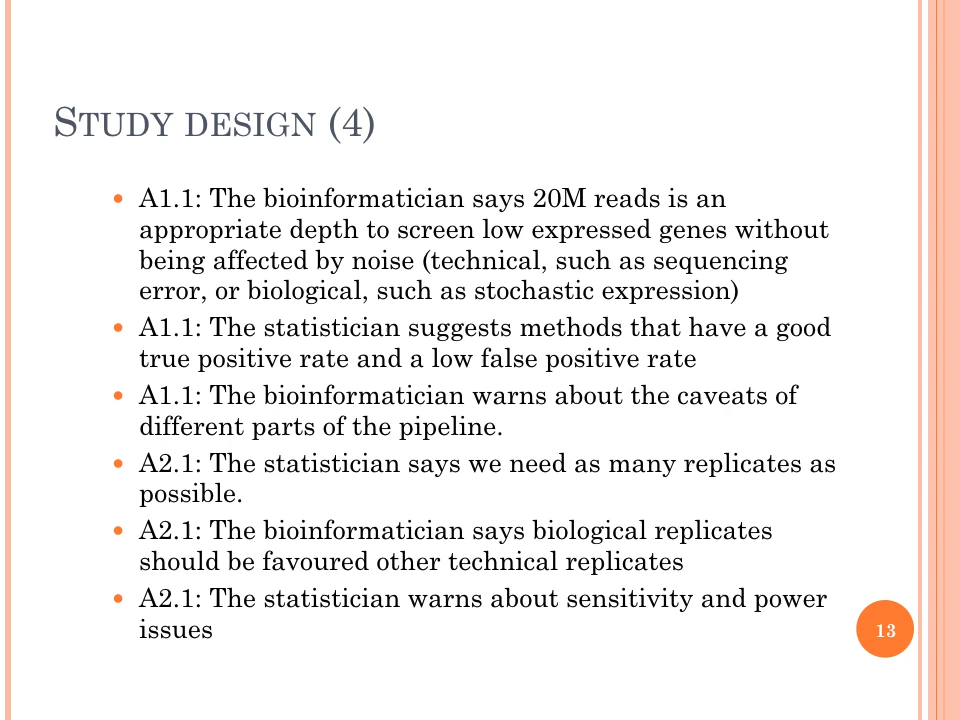 STUDY DESIGN (4)
• A1.1: The bioinformatician says 20M reads is an
appropriate depth to screen low expressed genes without
being affected by noise (technical, such as sequencing
error, or biological, such as stochastic expression)
• A1.1: The statistician suggests methods that have a good
true positive rate and a low false positive rate
• A1.1: The bioinformatician warns about the caveats of
different parts of the pipeline.
• A2.1: The statistician says we need as many replicates as
possible.
• A2.1: The bioinformatician says biological replicates
should be favoured other technical replicates
• A2.1: The statistician warns about sensitivity and power
issues
13